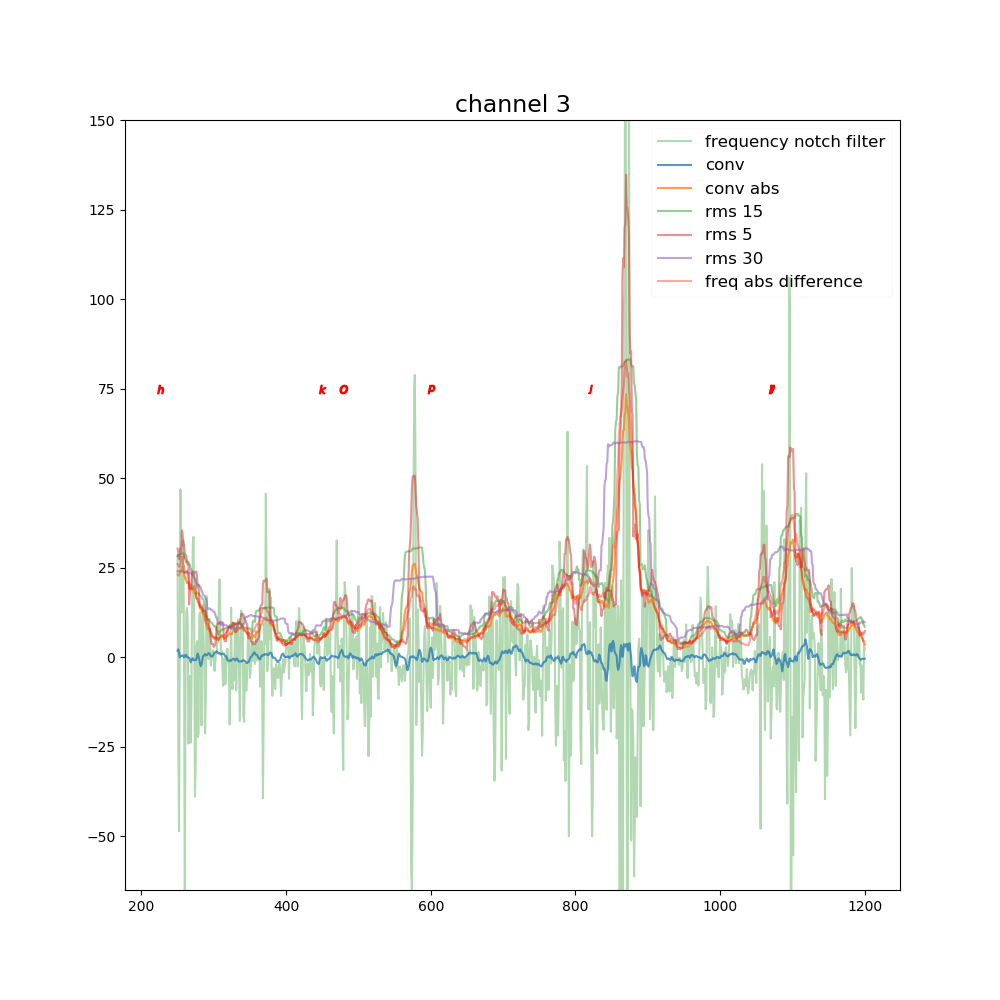 channel 3
150
125
100
75
50
25
0
−25
−50
200 400 600 800 1000 1200
frequency notch filter
conv
conv abs
rms 15
rms 5
rms 30
freq abs difference
h k O p